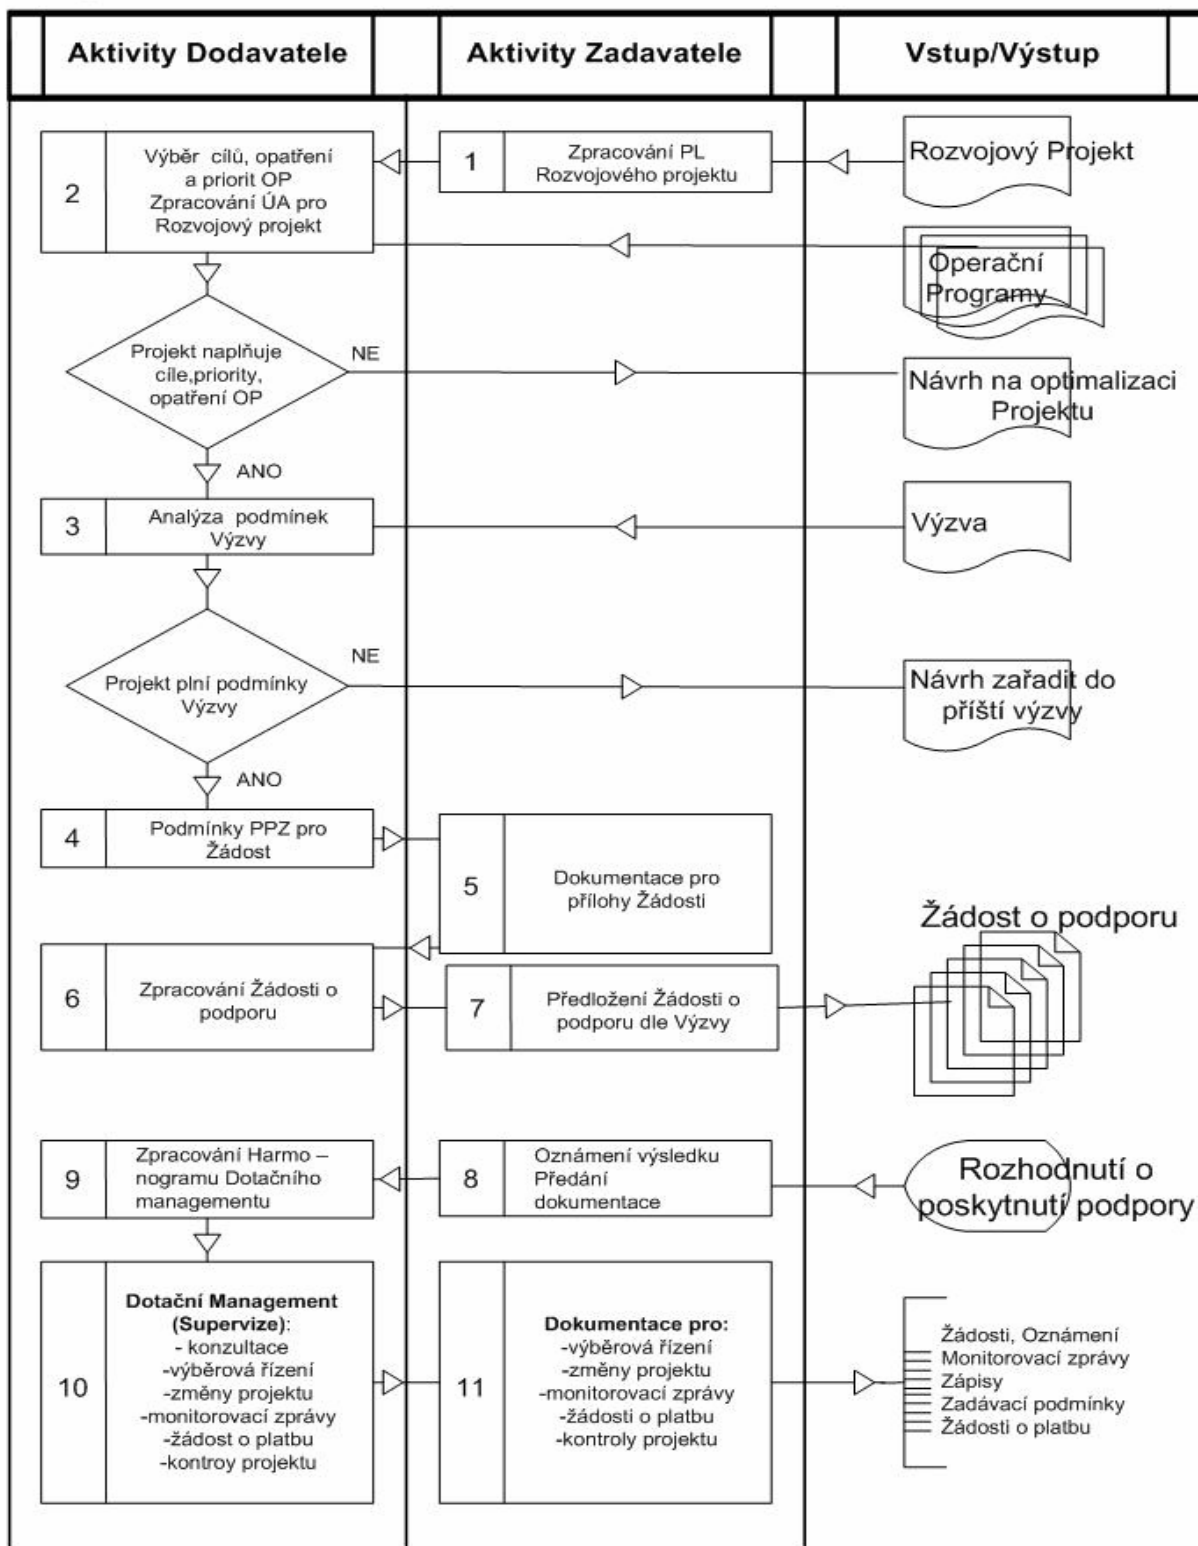 Aktivity Dodavatele
Aktivity Zadavatele
Vstup/Výstup
2
Výběr cílů, opatření
a priorit OP
Zpracování ÚA pro
Rozvojový projekt
1
Zpracování PL
Rozvojového projektu
Rozvojový Projekt
Operační
Programy
Projekt naplňuje
cíle,priority,
opatření OP
NE
Návrh na optimalizaci
Projektu
ANO
3
Analýza podmínek
Výzvy
Výzva
Projekt plní podmínky
Výzvy
NE
Návrh zařadit do
příští výzvy
ANO
4
Podmínky PPZ pro
Žádost
5
Dokumentace pro
přílohy Žádosti
Žádost o podporu
6
Zpracování Žádosti o
podporu
7
Předložení Žádosti o
podporu dle Výzvy
9
Zpracování Harmo –
nogramu Dotačního
managementu
8
Oznámení výsledku
Předání
dokumentace
Rozhodnutí o
poskytnutí podpory
10
Dotační Management
(Supervize):
- konzultace
-výběrová řízení
-změny projektu
-monitorovací zprávy
-žádost o platbu
-kontroy projektu
11
Dokumentace pro:
-výběrová řízení
-změny projektu
-monitorovací zprávy
-žádosti o platbu
-kontroly projektu
Žádosti, Oznámení
Monitorovací zprávy
Zápisy
Zadávací podmínky
Žádosti o platbu